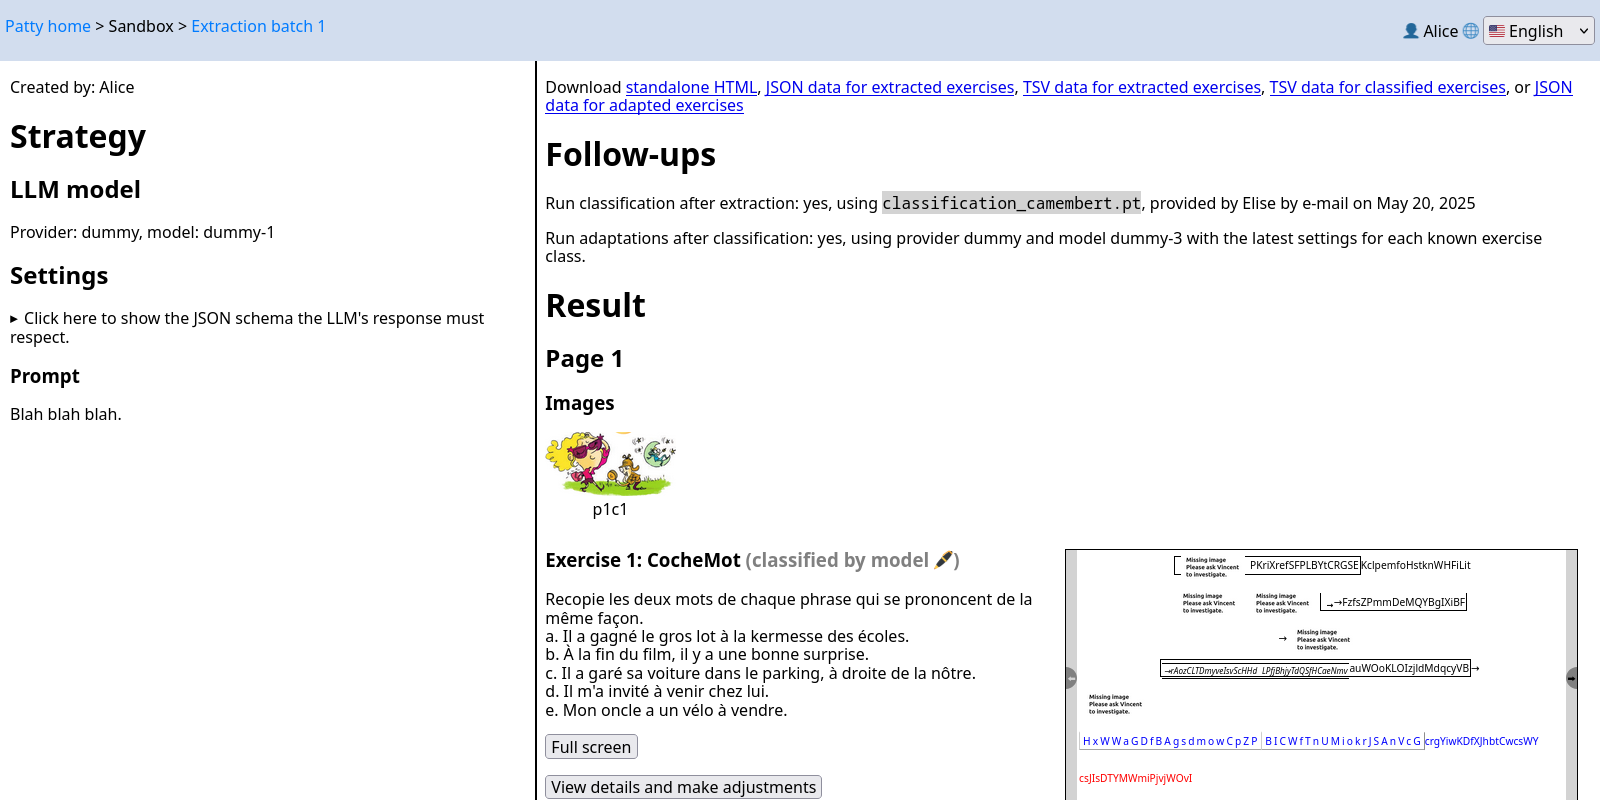 Patty home > Sandbox > Extraction batch 1
Alice
English
Created by: Alice
Strategy
LLM model
Provider: dummy, model: dummy-1
Settings
▸ Click here to show the JSON schema the LLM's response must
respect.
Prompt
Blah blah blah.
Download standalone HTML, JSON data for extracted exercises, TSV data for extracted exercises, TSV data for classified exercises, or JSON
data for adapted exercises
Follow-ups
Run classification after extraction: yes, using classification_camembert.pt, provided by Elise by e-mail on May 20, 2025
Run adaptations after classification: yes, using provider dummy and model dummy-3 with the latest settings for each known exercise
class.
Result
Page 1
Images
p1c1
Exercise 1: CocheMot (classified by model )
Recopie les deux mots de chaque phrase qui se prononcent de la
même façon.
a. Il a gagné le gros lot à la kermesse des écoles.
b. À la fin du film, il y a une bonne surprise.
c. Il a garé sa voiture dans le parking, à droite de la nôtre.
d. Il m'a invité à venir chez lui.
e. Mon oncle a un vélo à vendre.
Full screen
View details and make adjustments
Missing image
Please ask Vincent
to investigate.
PKriXrefSFPLBYtCRGSEKclpemfoHstknWHFiLit
Missing image
Please ask Vincent
to investigate.
Missing image
Please ask Vincent
to investigate.
→→FzfsZPmmDeMQYBgIXiBF
→
Missing image
Please ask Vincent
to investigate.
→rAozCLTDmyveIsvScHHd LPfjBhjyTdQSfHCaeNmvauWOoKLOIzjldMdqcyVB→
Missing image
Please ask Vincent
to investigate.
HxWWaGDfBAgsdmowCpZPBICWfTnUMiokrJSAnVcGcrgYiwKDfXJhbtCwcsWY
csJIsDTYMWmiPjvjWOvI